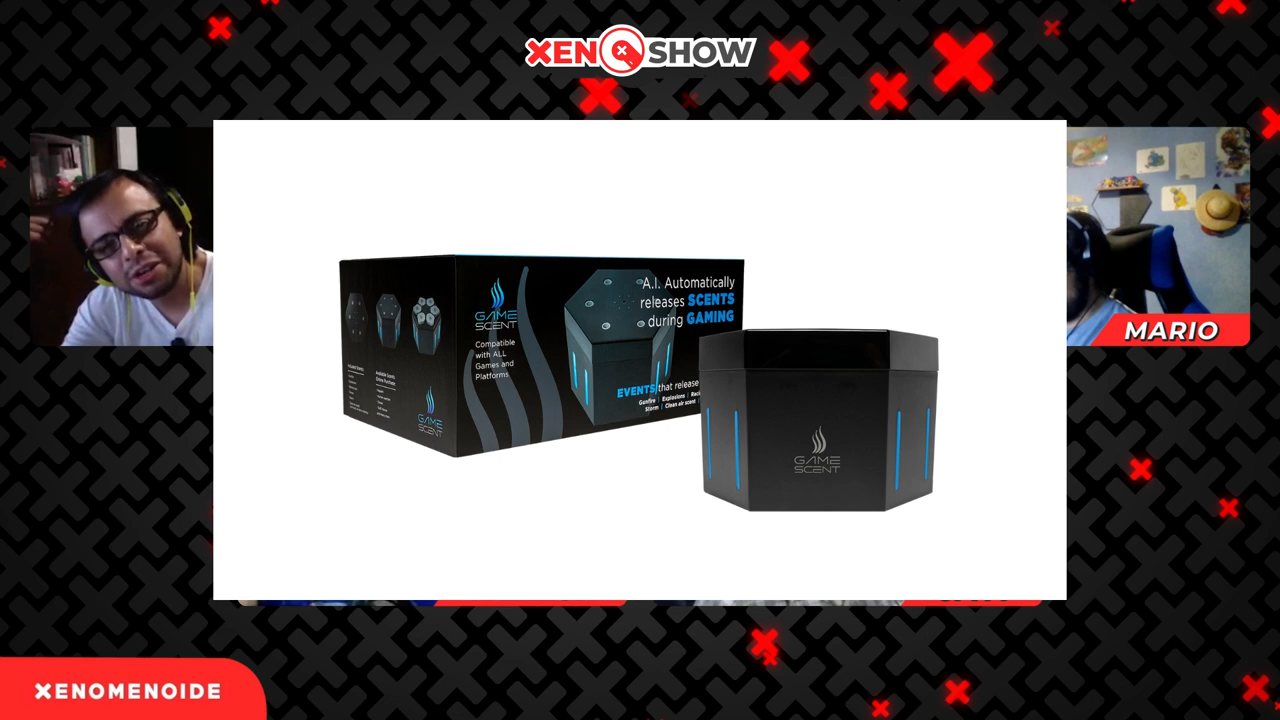 XENOSHOW
A.I. Automatically
releases SCENTS
during GAMING
GAME
SCENT
Compatible
with ALL
Games and
Platforms
EVENTS that release
Gunfire | Explosions
Storm | Clean air scent
GAME
SCENT
GAME
SCENT
MARIO
XENOMENOIDE